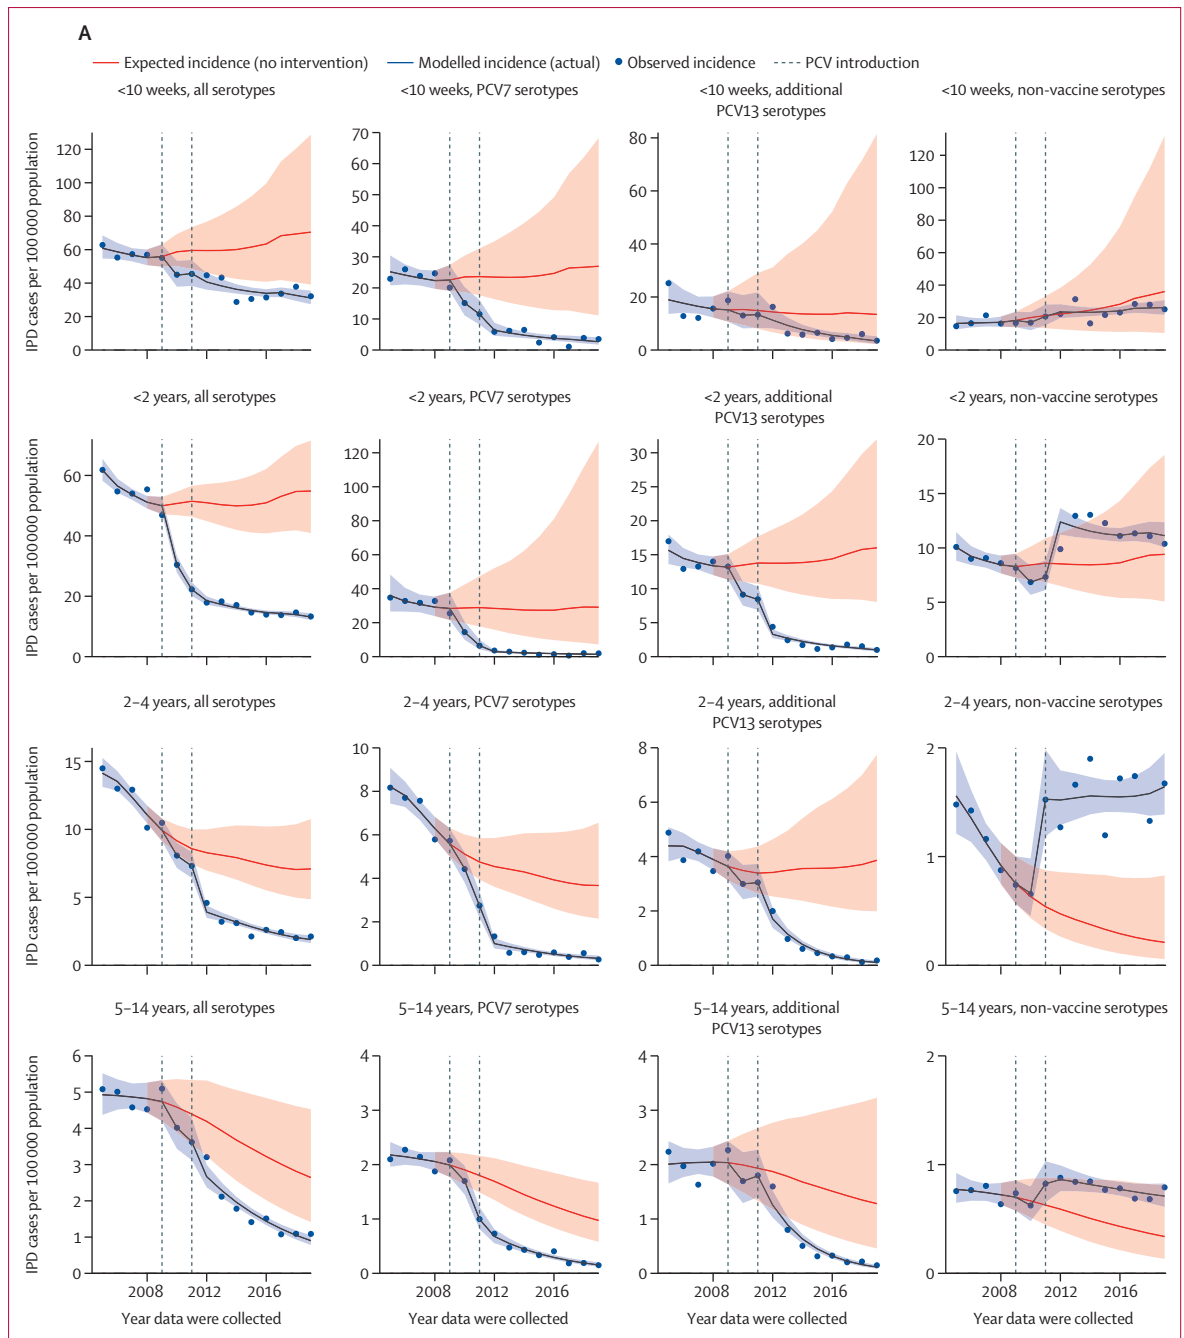 A
Expected incidence (no intervention) Modelled incidence (actual) Observed incidence PCV introduction
<10 weeks, all serotypes
<10 weeks, PCV7 serotypes
<10 weeks, additional
PCV13 serotypes
<10 weeks, non-vaccine serotypes
IPD cases per 100 000 population
120
100
80
60
40
20
0
70
60
50
40
30
20
10
0
80
60
40
20
0
120
100
80
60
40
20
0
<2 years, all serotypes
<2 years, PCV7 serotypes
<2 years, additional
PCV13 serotypes
<2 years, non-vaccine serotypes
IPD cases per 100 000 population
60
40
20
0
120
100
80
60
40
20
0
30
25
20
15
10
5
0
20
15
10
5
0
2–4 years, all serotypes
2–4 years, PCV7 serotypes
2–4 years, additional
PCV13 serotypes
2–4 years, non-vaccine serotypes
IPD cases per 100 000 population
15
10
5
0
10
8
6
4
2
0
8
6
4
2
0
2
1
0
5–14 years, all serotypes
5–14 years, PCV7 serotypes
5–14 years, additional
PCV13 serotypes
5–14 years, non-vaccine serotypes
IPD cases per 100 000 population
6
5
4
3
2
1
0
4
3
2
1
0
4
3
2
1
0
2
1
0
2008 2012 2016
2008 2012 2016
2008 2012 2016
2008 2012 2016
Year data were collected
Year data were collected
Year data were collected
Year data were collected